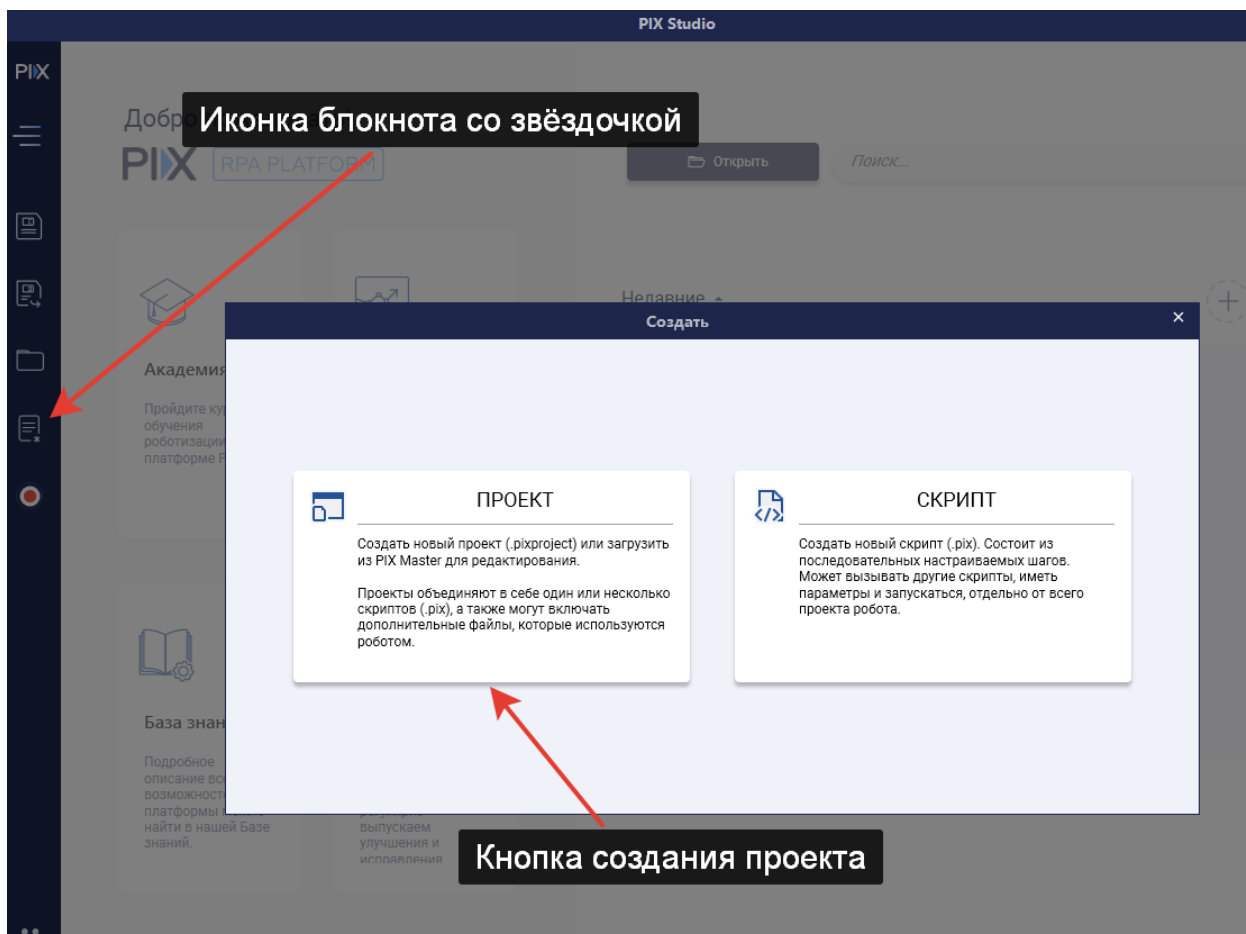 PIX Studio
PIX
Иконка блокнота со звёздочкой
Добро
PIX RPA PLATFORM
Открыть
Поиск...
Недавние
Создать
Академия
Пройдите
обучения
роботизации
платформе
ПРОЕКТ
Создать новый проект (.pixproject) или загрузить
из PIX Master для редактирования.
Проекты объединяют в себе один или несколько
скриптов (.pix), а также могут включать
дополнительные файлы, которые используются
роботом.
СКРИПТ
Создать новый скрипт (.pix). Состоит из
последовательных настраиваемых шагов.
Может вызывать другие скрипты, иметь
параметры и запускаться, отдельно от всего
проекта робота.
База знан
Подробное
описание
возможност
платформы
найти в нашей Базе
знаний.
выпускаем
улучшения и
исправления
Кнопка создания проекта